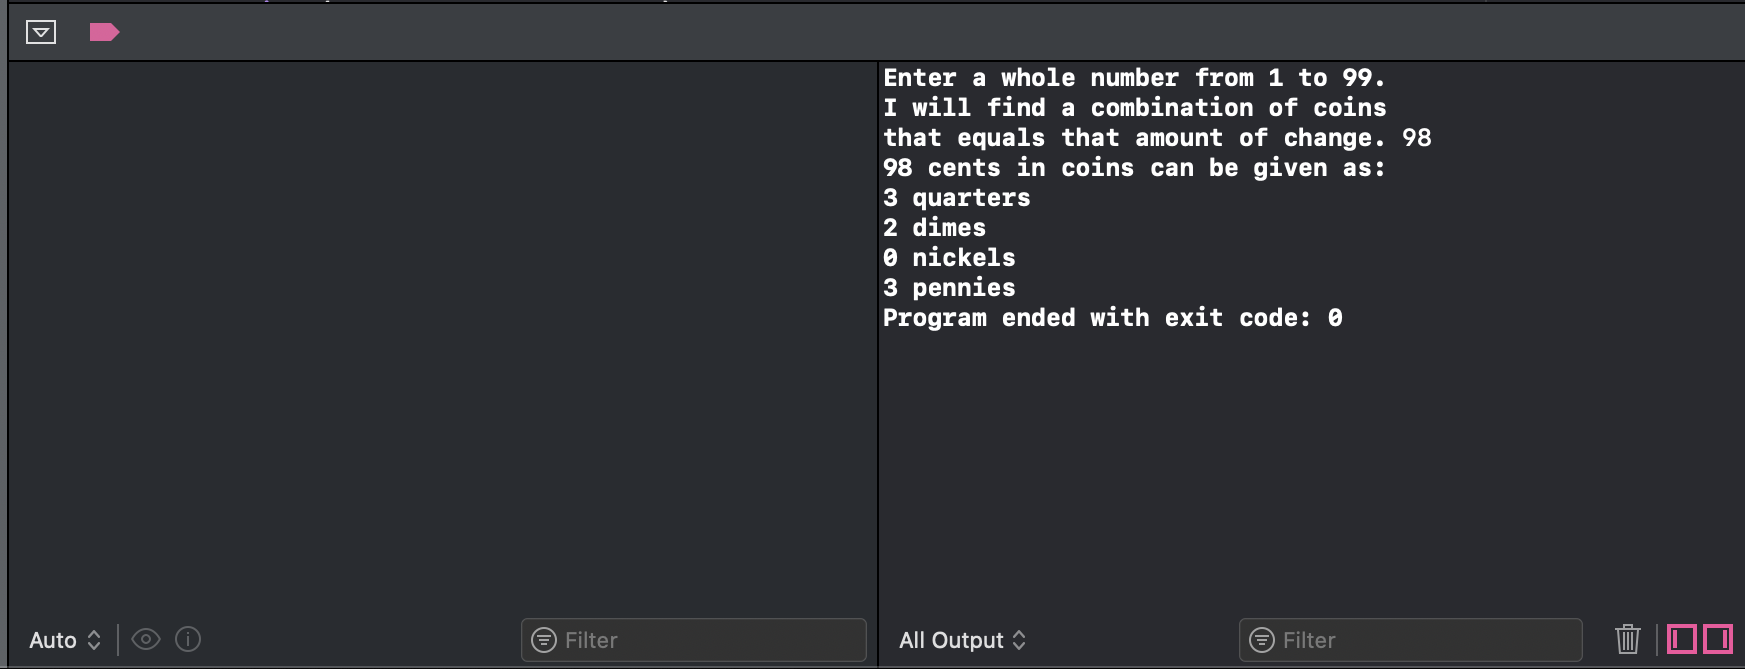 Enter a whole number from 1 to 99.
I will find a combination of coins
that equals that amount of change. 98
98 cents in coins can be given as:
3 quarters
2 dimes
0 nickels
3 pennies
Program ended with exit code: 0
Auto
Filter
All Output
Filter